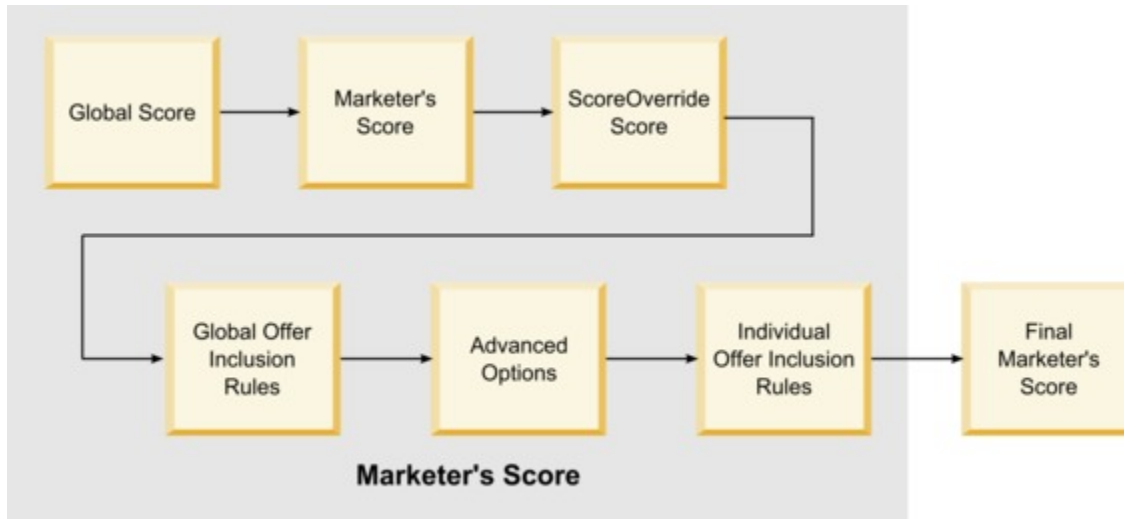 Global Score
Marketer's
Score
ScoreOverride
Score
Global Offer
Inclusion
Rules
Advanced
Options
Individual
Offer Inclusion
Rules
Final
Marketer's
Score
Marketer's Score